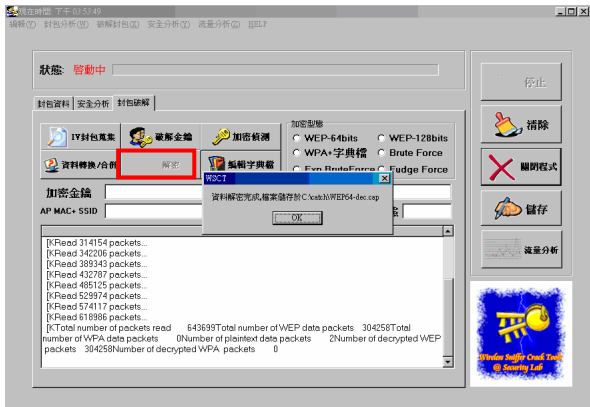 現在時間: 下午 03:53:49
編輯(Y) 封包分析(W) 破解封包(X) 安全分析(Y) 流量分析(Z) HELP
狀態: 啓動中
停止
封包資料 安全分析 封包破解
IV封包蒐集 破解金鑰 加密偵測
資料轉換/合併 解密 編輯字典檔
加密型態
WEP-64bits WEP-128bits
WPA+字典檔 Brute Force
Exp BruteForce Fudge Force
清除
關閉程式
儲存
流量分析
WSCT
資料解密完成,檔案儲存於C:\catch\WEP64-dec.cap
OK
加密金鑰
AP MAC+ SSID
[KRead 314154 packets...
[KRead 342206 packets...
[KRead 389343 packets...
[KRead 432787 packets...
[KRead 485125 packets...
[KRead 529974 packets...
[KRead 574117 packets...
[KRead 618986 packets...
[KTotal number of packets read 643699Total number of WEP data packets 304258Total
number of WPA data packets 0Number of plaintext data packets 2Number of decrypted WEP
packets 304258Number of decrypted WPA packets 0
Wireless Sniffer Crack Tool
@ Security Lab